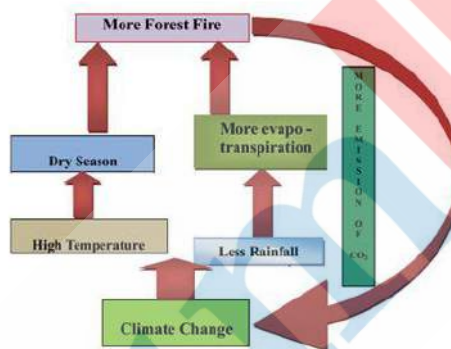 More Forest Fire
More evapo-
transpiration
Dry Season
High Temperature
Less Rainfall
Climate Change
MORE EMISSION OF CO₂